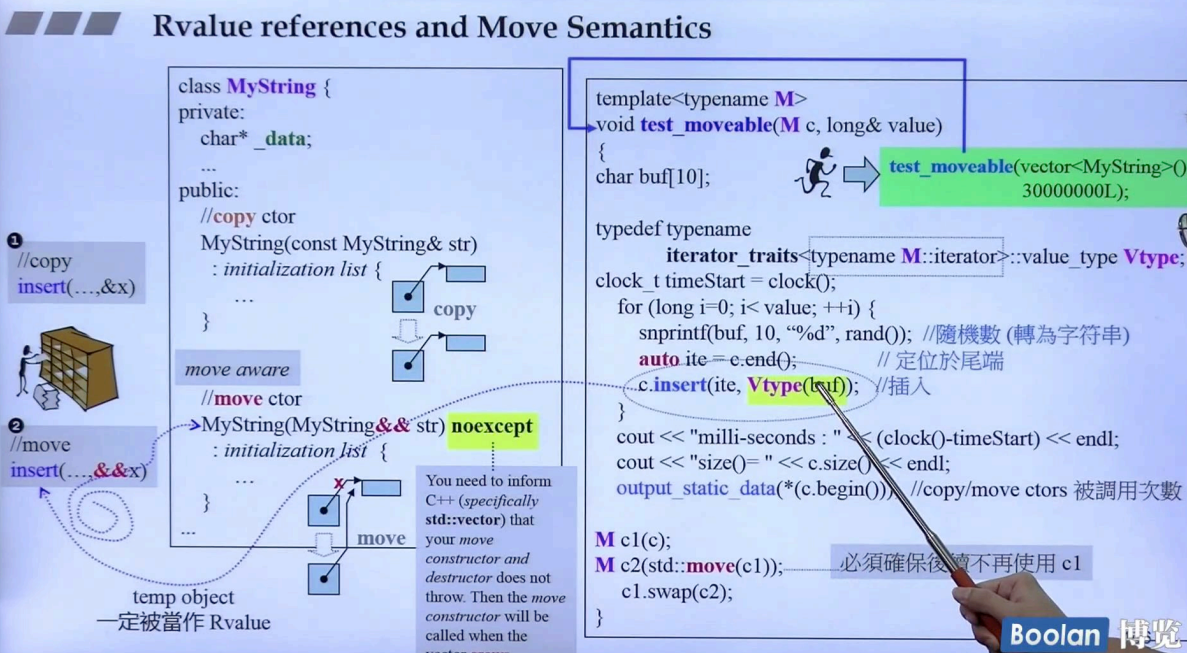 Rvalue references and Move Semantics
❶
//copy
insert(…,&x)
❷
//move
insert(…,&&x)
temp object
一定被當作 Rvalue
class MyString {
private:
char* _data;
...
public:
//copy ctor
MyString(const MyString& str)
: initialization list {
…
}
copy
move aware
//move ctor
MyString(MyString&& str) noexcept
: initialization list {
…
}
...
x
move
You need to inform
C++ (specifically
std::vector) that
your move
constructor and
destructor does not
throw. Then the move
constructor will be
called when the
template<typename M>
void test_moveable(M c, long& value)
{
char buf[10];
test_moveable(vector<MyString>()
30000000L);
typedef typename
iterator_traits<typename M::iterator>::value_type Vtype;
clock_t timeStart = clock();
for (long i=0; i< value; ++i) {
snprintf(buf, 10, “%d”, rand()); //隨機數 (轉為字符串)
auto ite = c.end(); // 定位於尾端
c.insert(ite, Vtype(buf)); //插入
}
cout << "milli-seconds : " << (clock()-timeStart) << endl;
cout << "size()= " << c.size() << endl;
output_static_data(*(c.begin())) //copy/move ctors 被調用次數
M c1(c);
M c2(std::move(c1)); 必須確保後續不再使用 c1
c1.swap(c2);
}
Boolan 博览